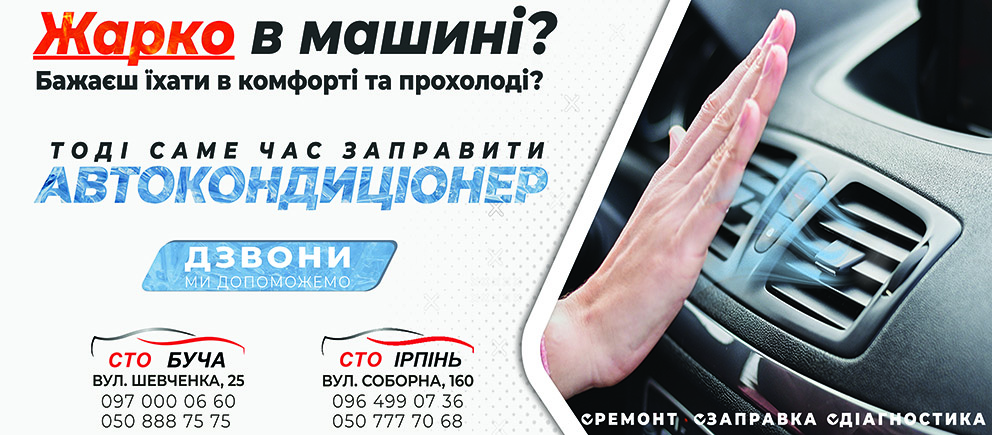 Жарко в машині?
Бажаєш їхати в комфорті та прохолоді?
ТОДІ САМЕ ЧАС ЗАПРАВИТИ
АВТОКОНДИЦІОНЕР
ДЗВОНИ
МИ ДОПОМОЖЕМО
СТО БУЧА
ВУЛ. ШЕВЧЕНКА, 25
097 000 06 60
050 888 75 75
СТО ІРПІНЬ
ВУЛ. СОБОРНА, 160
096 499 07 36
050 777 70 68
РЕМОНТ ЗАПРАВКА ДІАГНОСТИКА